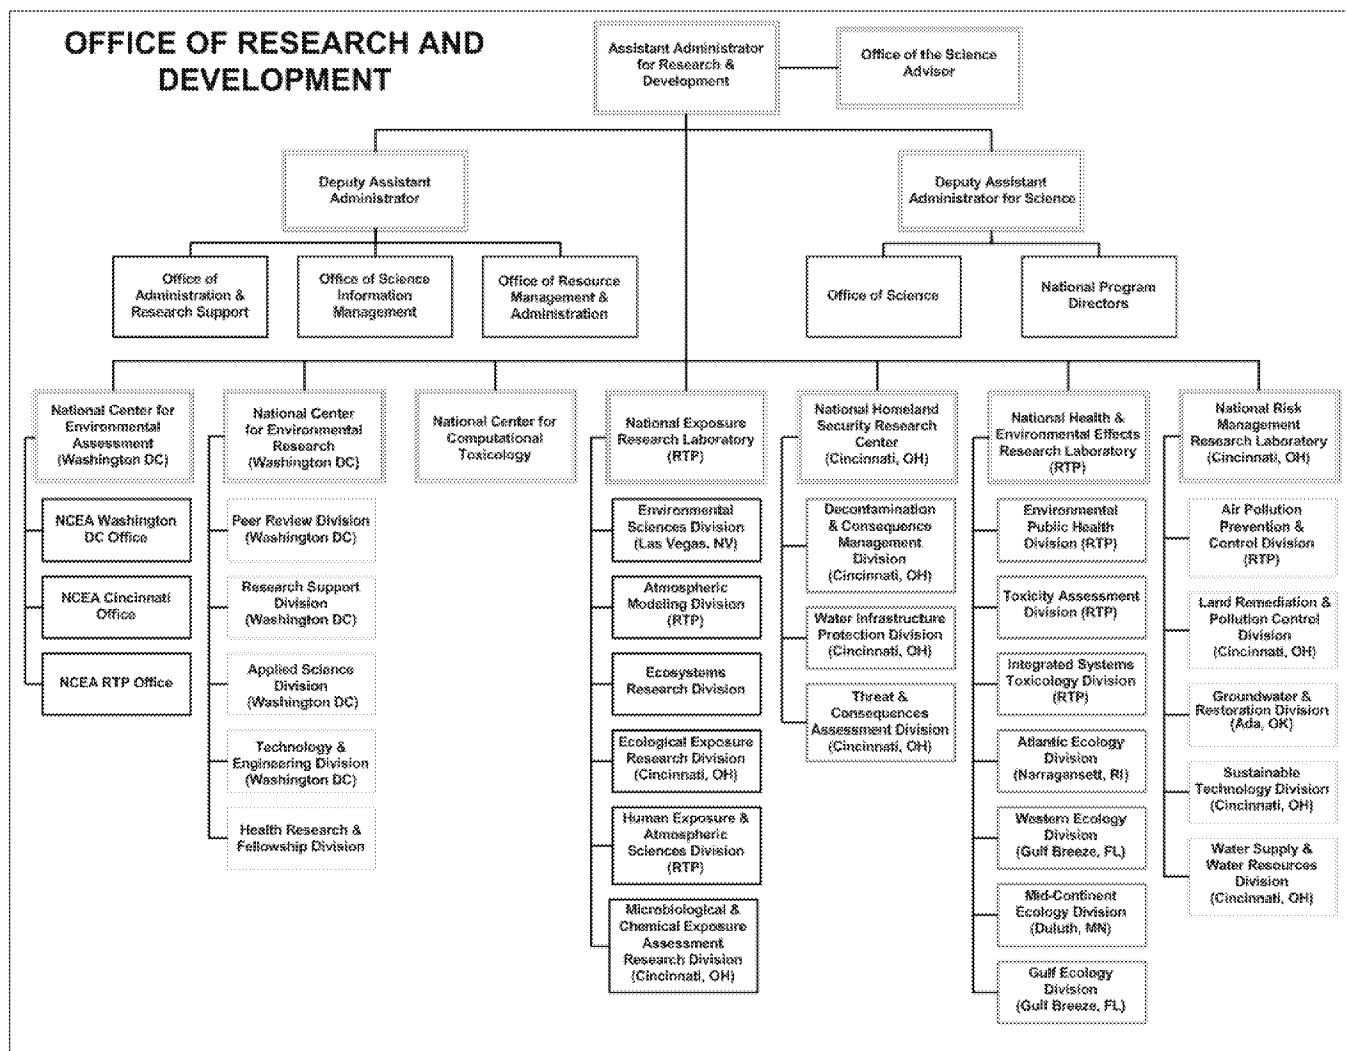 OFFICE OF RESEARCH AND
DEVELOPMENT
Assistant Administrator
for Research &
Development
Office of the Science
Advisor
Deputy Assistant
Administrator
Deputy Assistant
Administrator for Science
Office of
Administration &
Research Support
Office of Science
Information
Management
Office of Resource
Management &
Administration
Office of Science
National Program
Directors
National Center for
Environmental
Assessment
(Washington DC)
NCEA Washington
DC Office
NCEA Cincinnati
Office
NCEA RTP Office
National Center
for Environmental
Research
(Washington DC)
Peer Review Division
(Washington DC)
Research Support
Division
(Washington DC)
Applied Science
Division
(Washington DC)
Technology &
Engineering Division
(Washington DC)
Health Research &
Fellowship Division
National Center for
Computational
Toxicology
National Exposure
Research Laboratory
(RTP)
Environmental
Sciences Division
(Las Vegas, NV)
Atmospheric
Modeling Division
(RTP)
Ecosystems
Research Division
Ecological Exposure
Research Division
(Cincinnati, OH)
Human Exposure &
Atmospheric
Sciences Division
(RTP)
Microbiological &
Chemical Exposure
Assessment
Research Division
(Cincinnati, OH)
National Homeland
Security Research
Center
(Cincinnati, OH)
Decontamination
& Consequence
Management
Division
(Cincinnati, OH)
Water Infrastructure
Protection Division
(Cincinnati, OH)
Threat &
Consequences
Assessment Division
(Cincinnati, OH)
National Health &
Environmental Effects
Research Laboratory
(RTP)
Environmental
Public Health
Division (RTP)
Toxicity Assessment
Division (RTP)
Integrated Systems
Toxicology Division
(RTP)
Atlantic Ecology
Division
(Narragansett, RI)
Western Ecology
Division
(Gulf Breeze, FL)
Mid-Continent
Ecology Division
(Duluth, MN)
Gulf Ecology
Division
(Gulf Breeze, FL)
National Risk
Management
Research Laboratory
(Cincinnati, OH)
Air Pollution
Prevention &
Control Division
(RTP)
Land Remediation &
Pollution Control
Division
(Cincinnati, OH)
Groundwater &
Restoration Division
(Ada, OK)
Sustainable
Technology Division
(Cincinnati, OH)
Water Supply &
Water Resources
Division
(Cincinnati, OH)